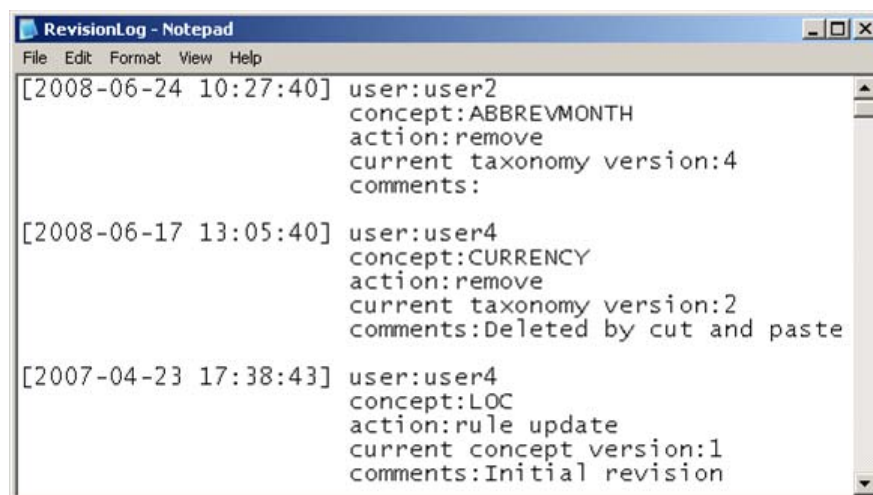 RevisionLog - Notepad
File Edit Format View Help
[2008-06-24 10:27:40] user:user2
concept:ABBREVMONTH
action:remove
current taxonomy version:4
comments:
[2008-06-17 13:05:40] user:user4
concept:CURRENCY
action:remove
current taxonomy version:2
comments:Deleted by cut and paste
[2007-04-23 17:38:43] user:user4
concept:LOC
action:rule update
current concept version:1
comments:Initial revision